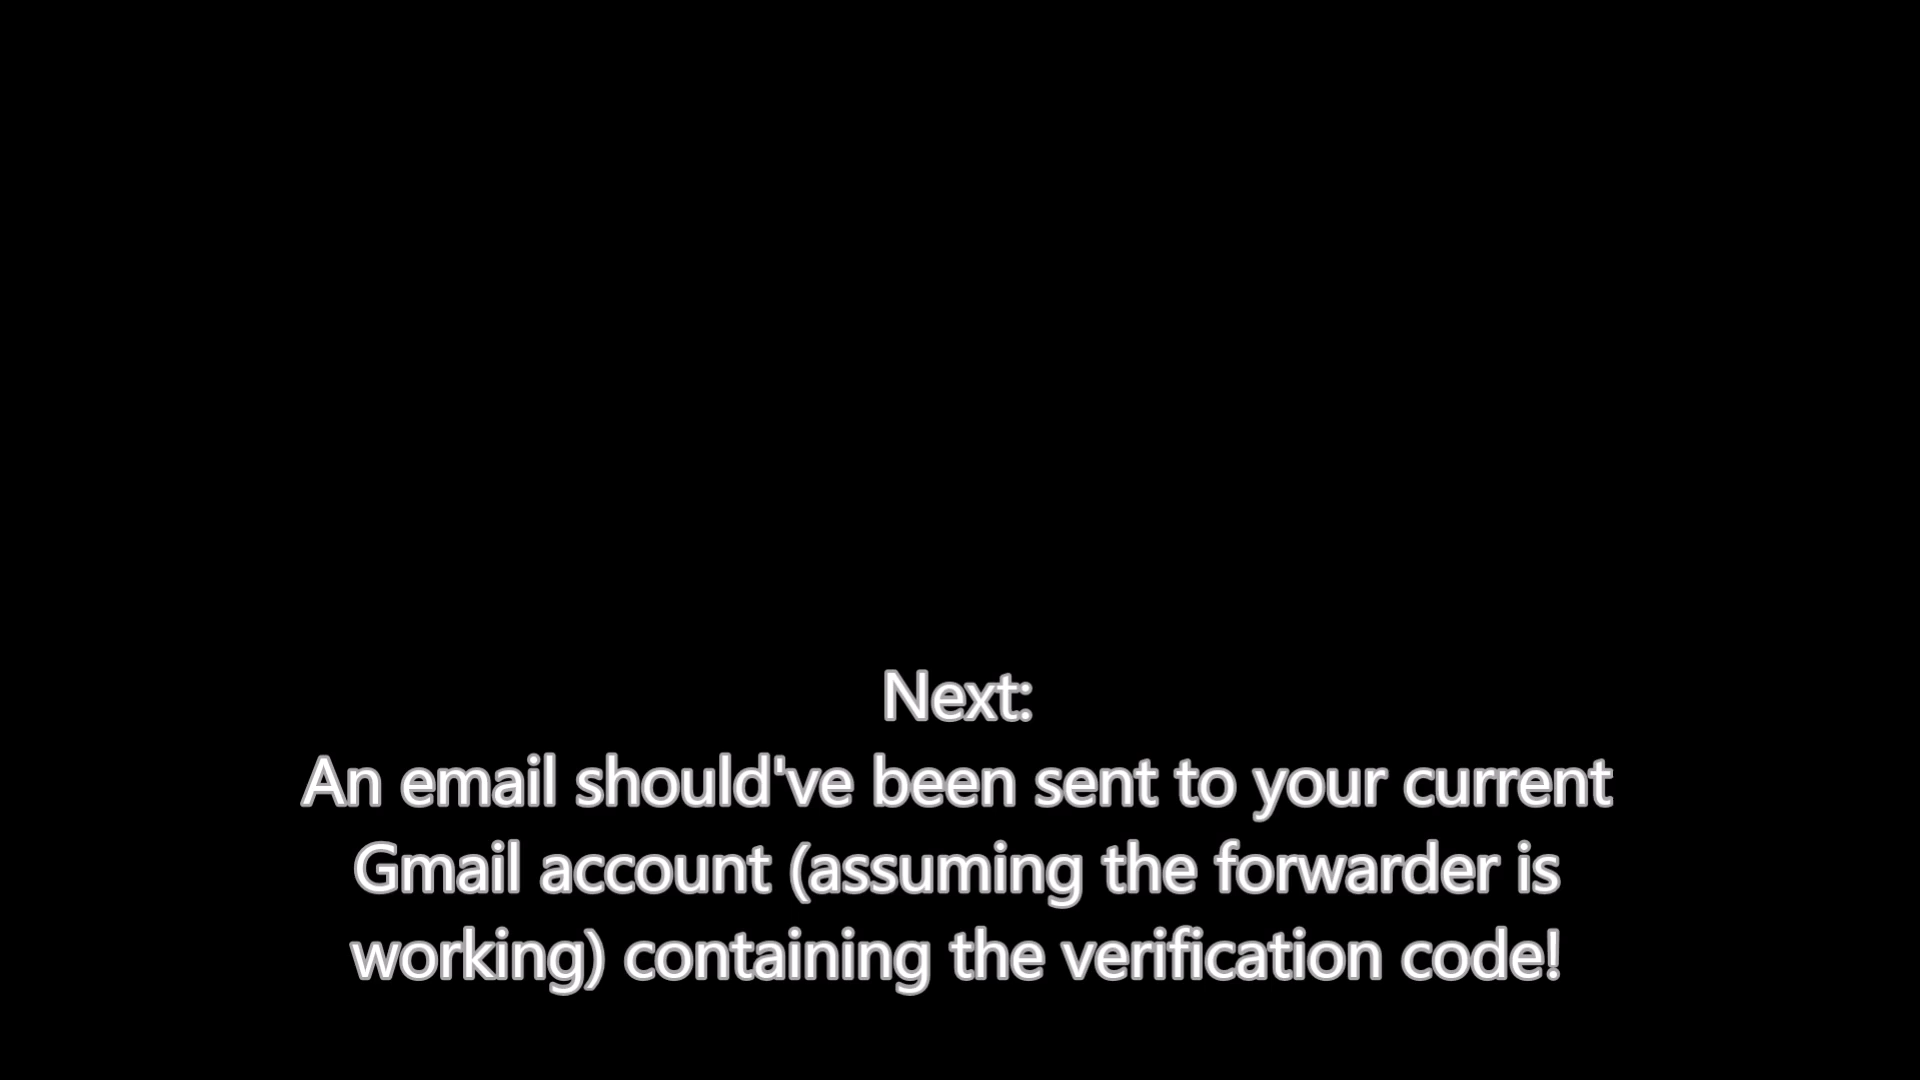 Next:
An email should've been sent to your current
Gmail account (assuming the forwarder is
working) containing the verification code!